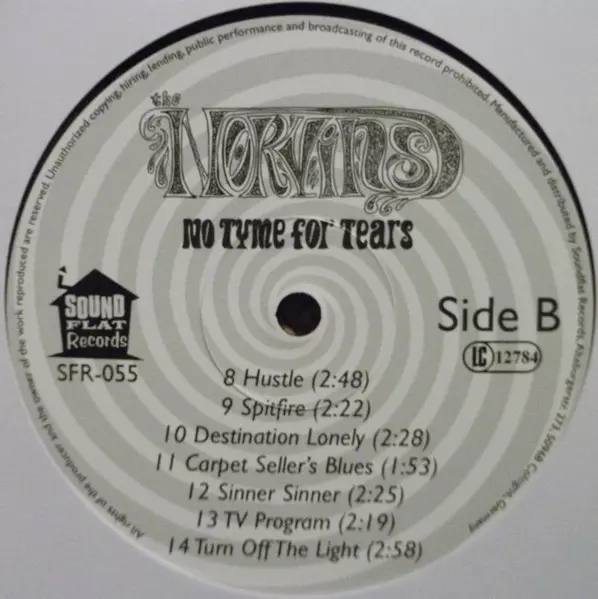 All rights of the producer and the owner of the work reproduced are reserved. Unauthorized copying, hiring, lending, public performance and broadcasting of this record prohibited. Manufactured and distributed by Soundflat Records, 273, 50968 Cologne, Germany
the
NORVINS
No Tyme for Tears
SOUND
FLAT
Records
SFR-055
Side B
LC 12784
8 Hustle (2:48)
9 Spitfire (2:22)
10 Destination Lonely (2:28)
11 Carpet Seller's Blues (1:53)
12 Sinner Sinner (2:25)
13 TV Program (2:19)
14 Turn Off The Light (2:58)